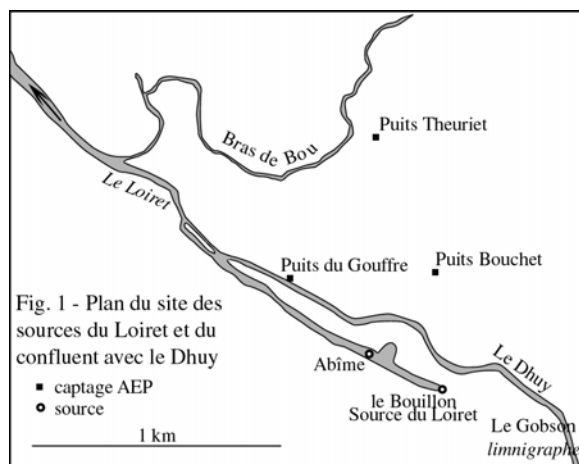 Puits Theuriet
Bras de Bou
Le Loiret
Puits du Gouffre
Puits Bouchet
Fig. 1 - Plan du site des
sources du Loiret et du
confluent avec le Dhuy
captage AEP
source
1 km
Abîme
le Bouillon
Source du Loiret
Le Dhuy
Le Gobson
limnigraphe